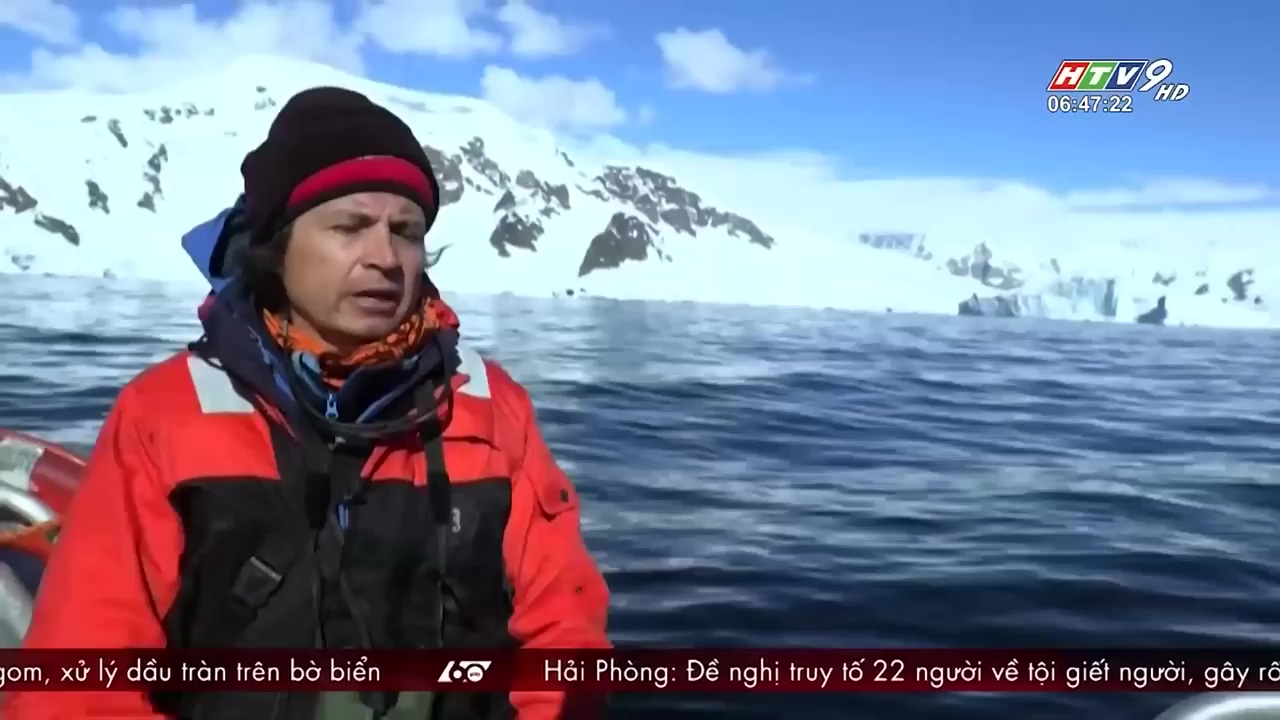 HTV9 HD
06:47:22
gom, xử lý dầu tràn trên bờ biển 60 Hải Phòng: Đề nghị truy tố 22 người về tội giết người, gây rố